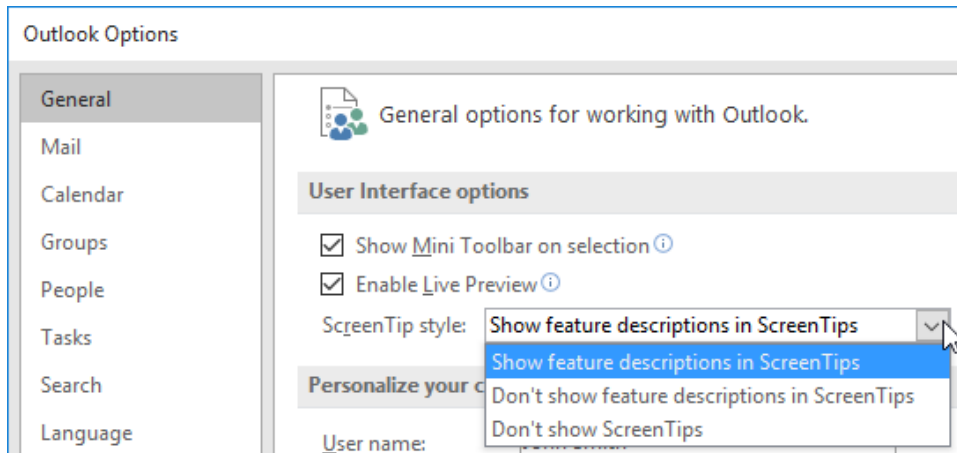 Outlook Options
General
Mail
Calendar
Groups
People
Tasks
Search
Language
General options for working with Outlook.
User Interface options
Show Mini Toolbar on selection
Enable Live Preview
ScreenTip style: Show feature descriptions in ScreenTips
Show feature descriptions in ScreenTips
Don't show feature descriptions in ScreenTips
Don't show ScreenTips
Personalize your
User name: